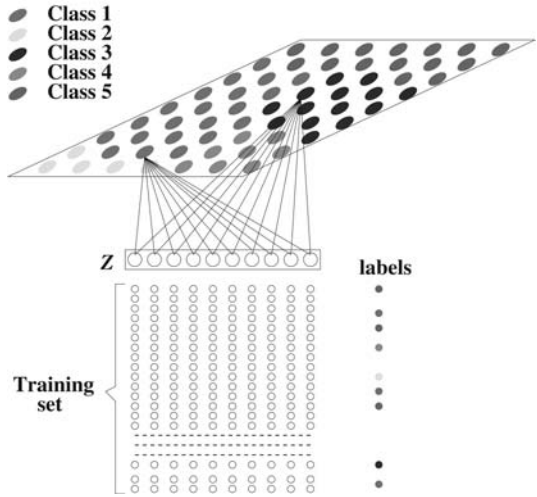 Class 1
Class 2
Class 3
Class 4
Class 5
Z
labels
Training
set